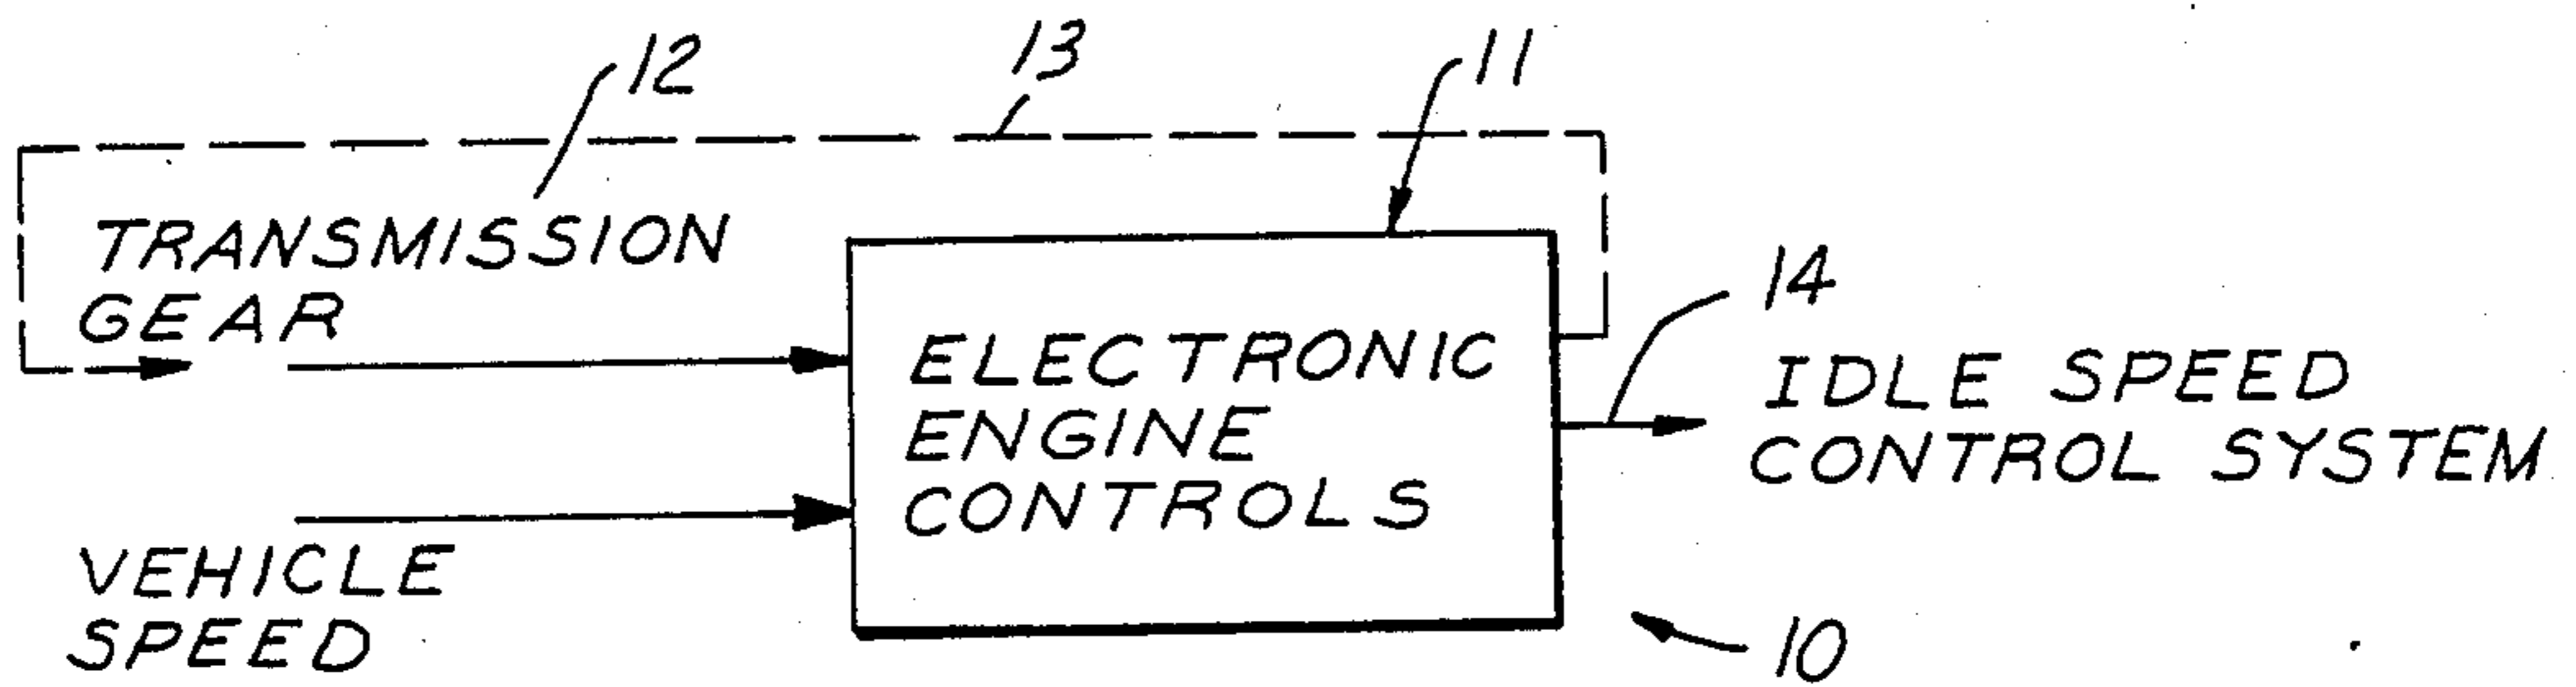 12
13
11
TRANSMISSION
GEAR
14
ELECTRONIC
ENGINE
CONTROLS
IDLE SPEED
CONTROL SYSTEM
VEHICLE
SPEED
10